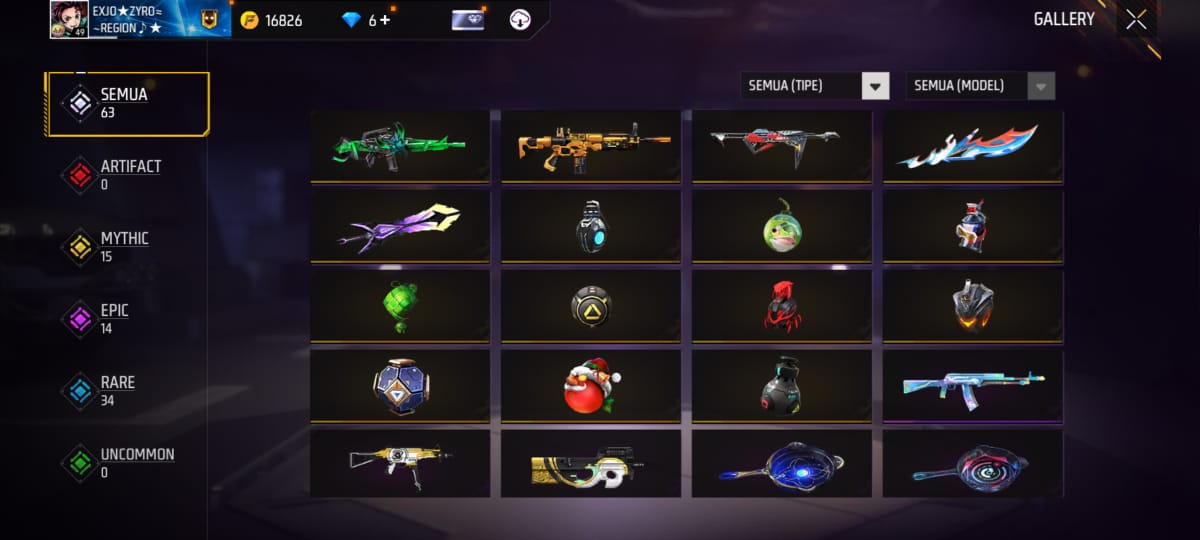 EXJO★ZYRO≈
~REGION♪★
49
16826
6+
GALLERY
SEMUA (TIPE)
SEMUA (MODEL)
SEMUA
63
ARTIFACT
0
MYTHIC
15
EPIC
14
RARE
34
UNCOMMON
0